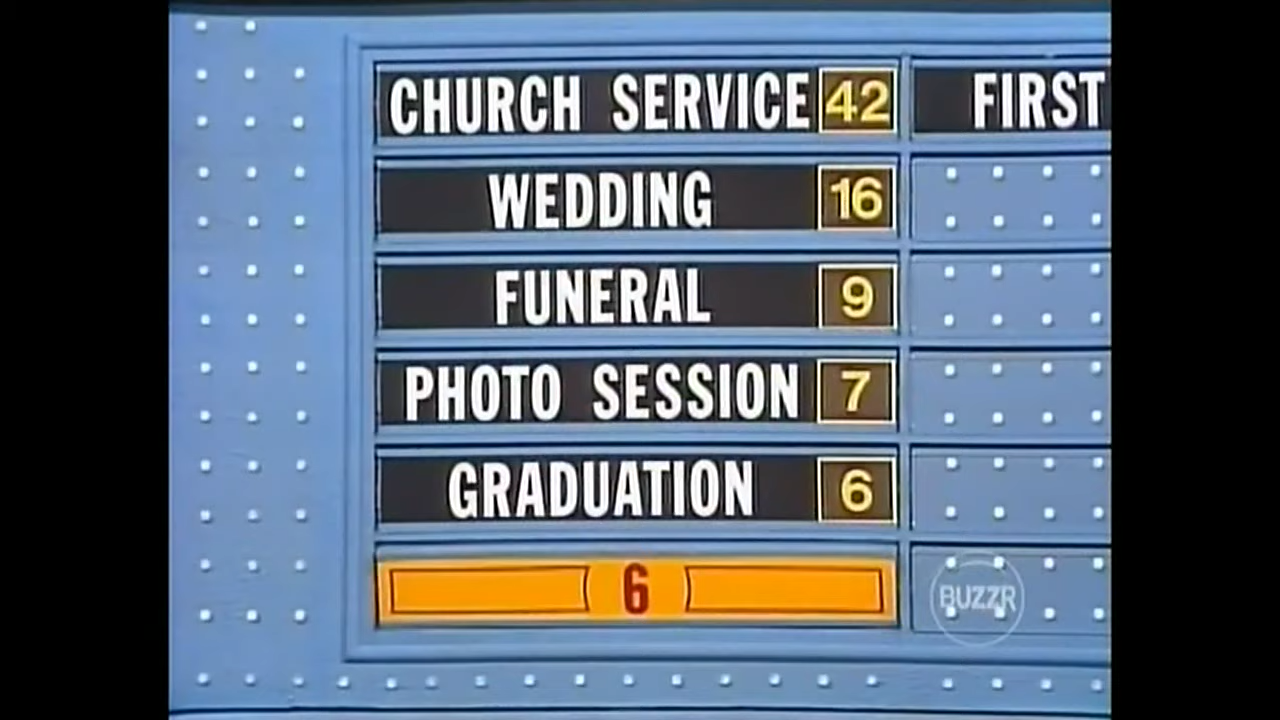 CHURCH SERVICE 42 FIRST
WEDDING 16
FUNERAL 9
PHOTO SESSION 7
GRADUATION 6
6
BUZZR